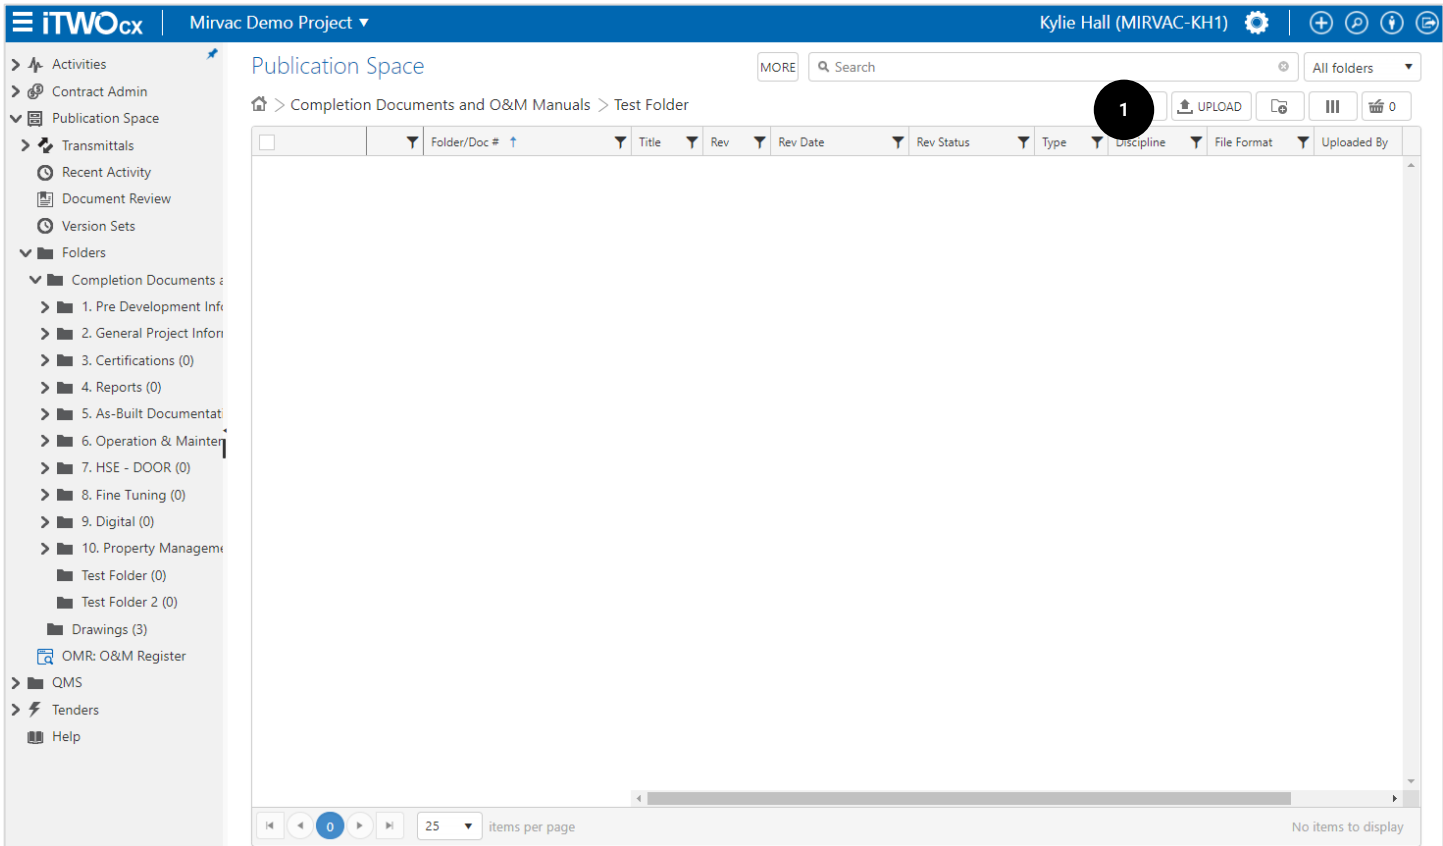 iTWOcx Mirvac Demo Project Kylie Hall (MIRVAC-KH1)
Activities
Contract Admin
Publication Space
Transmittals
Recent Activity
Document Review
Version Sets
Folders
Completion Documents a
1. Pre Development Info
2. General Project Inforr
3. Certifications (0)
4. Reports (0)
5. As-Built Documentati
6. Operation & Mainten
7. HSE - DOOR (0)
8. Fine Tuning (0)
9. Digital (0)
10. Property Manageme
Test Folder (0)
Test Folder 2 (0)
Drawings (3)
OMR: O&M Register
QMS
Tenders
Help
Publication Space
MORE Search All folders
Completion Documents and O&M Manuals > Test Folder
1 UPLOAD 0
Folder/Doc # Title Rev Rev Date Rev Status Type Discipline File Format Uploaded By
0 25 items per page No items to display